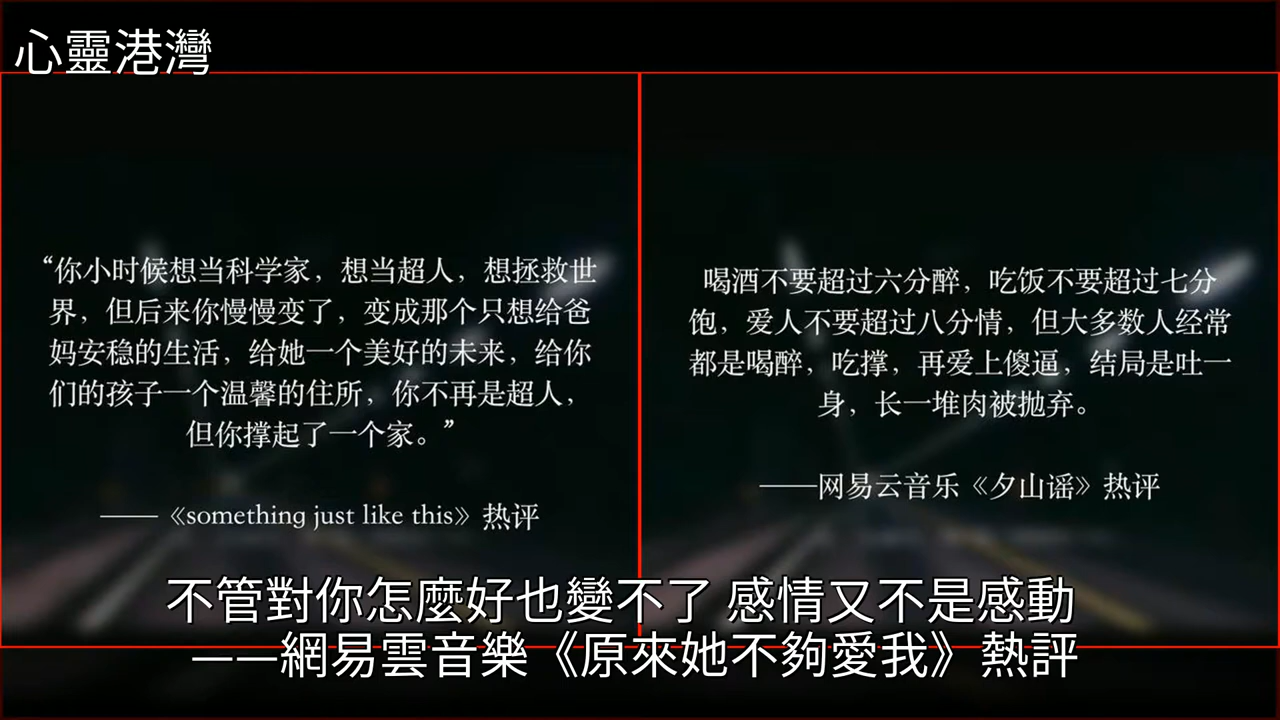 心靈港灣
“你小时候想当科学家，想当超人，想拯救世
界，但后来你慢慢变了，变成那个只想给爸
妈安稳的生活，给她一个美好的未来，给你
们的孩子一个温馨的住所，你不再是超人，
但你撑起了一个家。”
——《something just like this》热评
喝酒不要超过六分醉，吃饭不要超过七分
饱，爱人不要超过八分情，但大多数人经常
都是喝醉，吃撑，再爱上傻逼，结局是吐一
身，长一堆肉被抛弃。
——网易云音乐《夕山谣》热评
不管對你怎麼好也變不了 感情又不是感動
——網易雲音樂《原來她不夠愛我》熱評